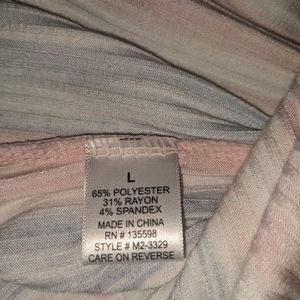 L
65% POLYESTER
31% RAYON
4% SPANDEX
MADE IN CHINA
RN # 135598
STYLE # M2-3329
CARE ON REVERSE